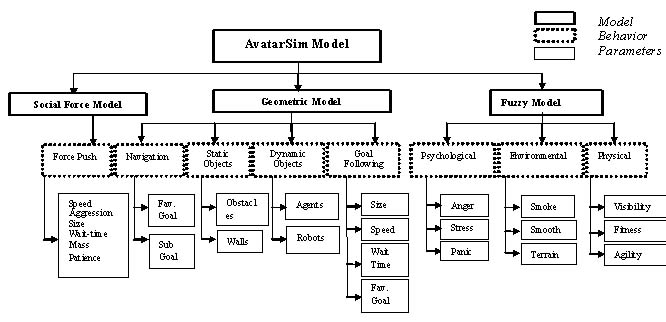 Model
Behavior
Parameters
AvatarSim Model
Social Force Model
Geometric Model
Fuzzy Model
Force Push
Navigation
Static
Objects
Dynamic
Objects
Goal
Following
Psychological
Environmental
Physical
Speed
Aggression
Size
Wait-time
Mass
Patience
Fav.
Goal
Sub
Goal
Obstacl
es
Walls
Agents
Robots
Size
Speed
Wait
Time
Fav.
Goal
Anger
Stress
Panic
Smoke
Smooth
Terrain
Visibility
Fitness
Agility